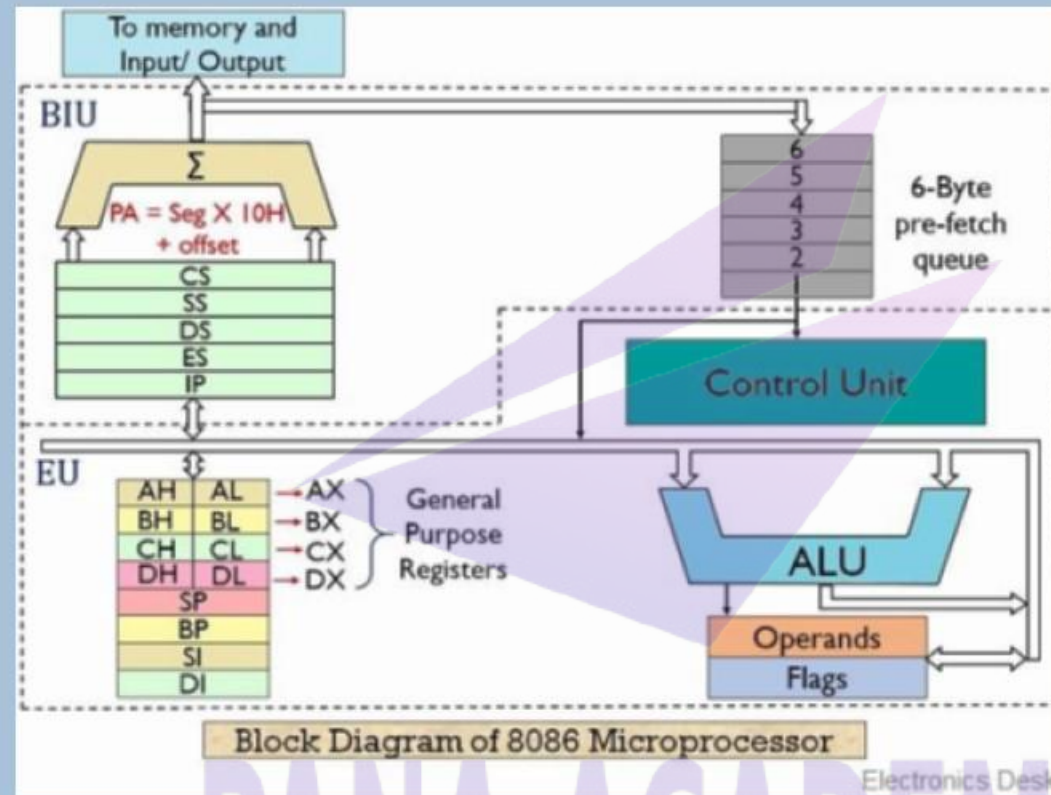 To memory and
Input/ Output
BIU
Σ
PA = Seg X 10H
+ offset
CS
SS
DS
ES
IP
6
5
4
3
2
6-Byte
pre-fetch
queue
Control Unit
EU
AH AL AX
BH BL BX
CH CL CX
DH DL DX
SP
BP
SI
DI
General
Purpose
Registers
ALU
Operands
Flags
Block Diagram of 8086 Microprocessor
Electronics Desk